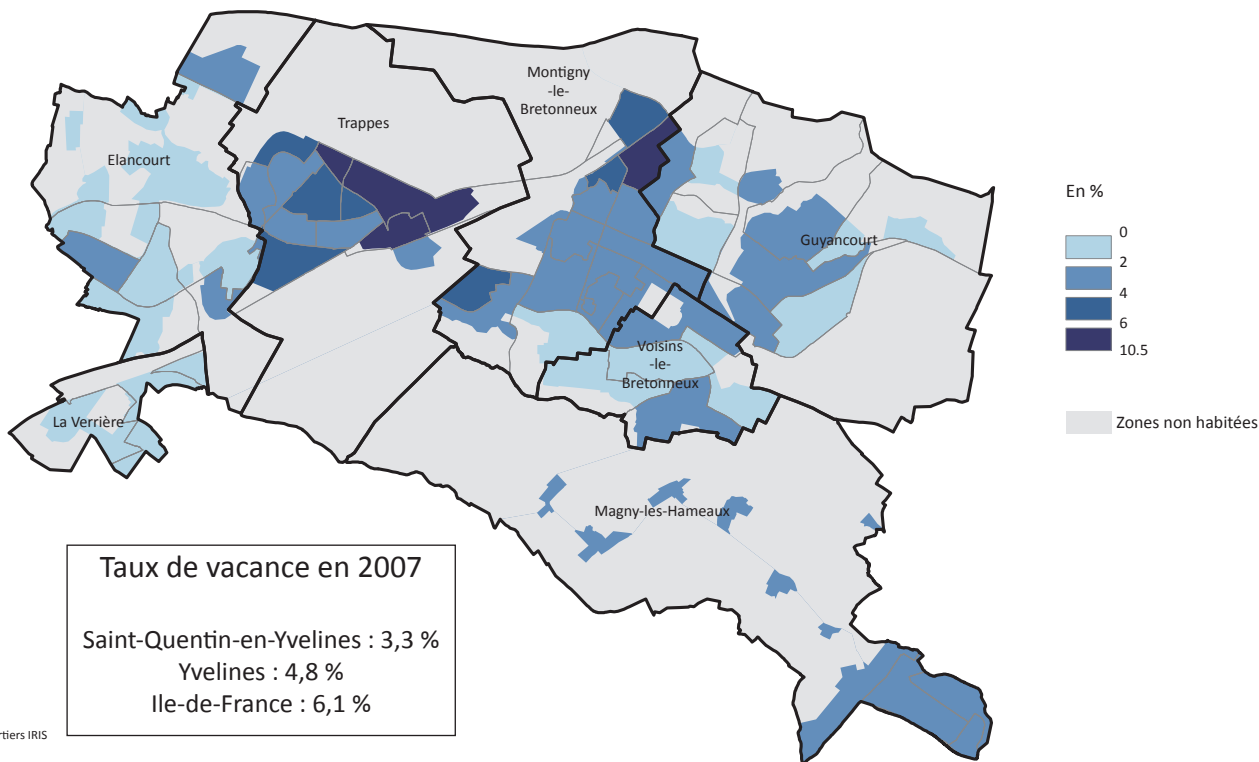 Montigny
-le-
Bretonneux
Trappes
Elancourt
Guyancourt
Voisins
-le-
Bretonneux
La Verrière
Magny-les-Hameaux
En %
0
2
4
6
10.5
Zones non habitées
Taux de vacance en 2007
Saint-Quentin-en-Yvelines : 3,3 %
Yvelines : 4,8 %
Ile-de-France : 6,1 %
rtiers IRIS